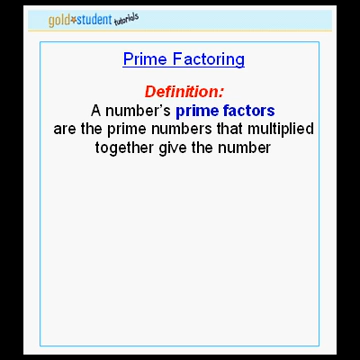 gold student tutorials
Prime Factoring
Definition:
A number's prime factors
are the prime numbers that multiplied
together give the number